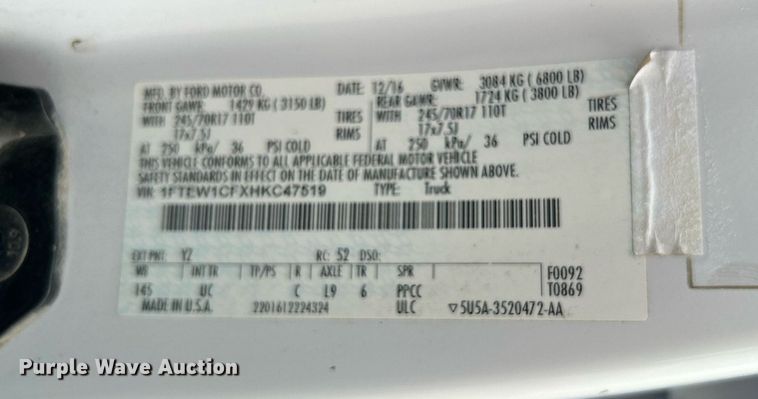 MFD. BY FORD MOTOR CO. DATE: 12/16 GVWR: 3084 KG ( 6800 LB)
FRONT GAWR: 1429 KG ( 3150 LB) REAR GAWR: 1724 KG ( 3800 LB)
WITH 245/70R17 110T TIRES WITH 245/70R17 110T TIRES
17x7.5J RIMS 17x7.5J RIMS
AT 250 kPa/ 36 PSI COLD AT 250 kPa/ 36 PSI COLD
THIS VEHICLE CONFORMS TO ALL APPLICABLE FEDERAL MOTOR VEHICLE
SAFETY STANDARDS IN EFFECT ON THE DATE OF MANUFACTURE SHOWN ABOVE.
VIN: 1FTEW1CFXHKC47519 TYPE: Truck
EXT PNT: YZ RC: 52 DSO:
WB INT TR TP/PS R AXLE TR SPR F0092
145 UC C L9 6 PPCC T0869
MADE IN U.S.A. 2201612224324 ULC ▽5U5A-3520472-AA
Purple Wave Auction